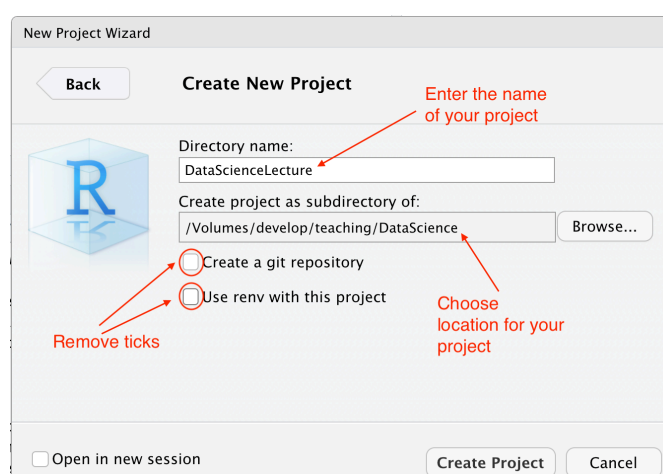 New Project Wizard
Back
Create New Project
Enter the name
of your project
Directory name:
DataScienceLecture
Create project as subdirectory of:
/Volumes/develop/teaching/DataScience
Browse...
Create a git repository
Use renv with this project
Remove ticks
Choose
location for your
project
Open in new session
Create Project
Cancel